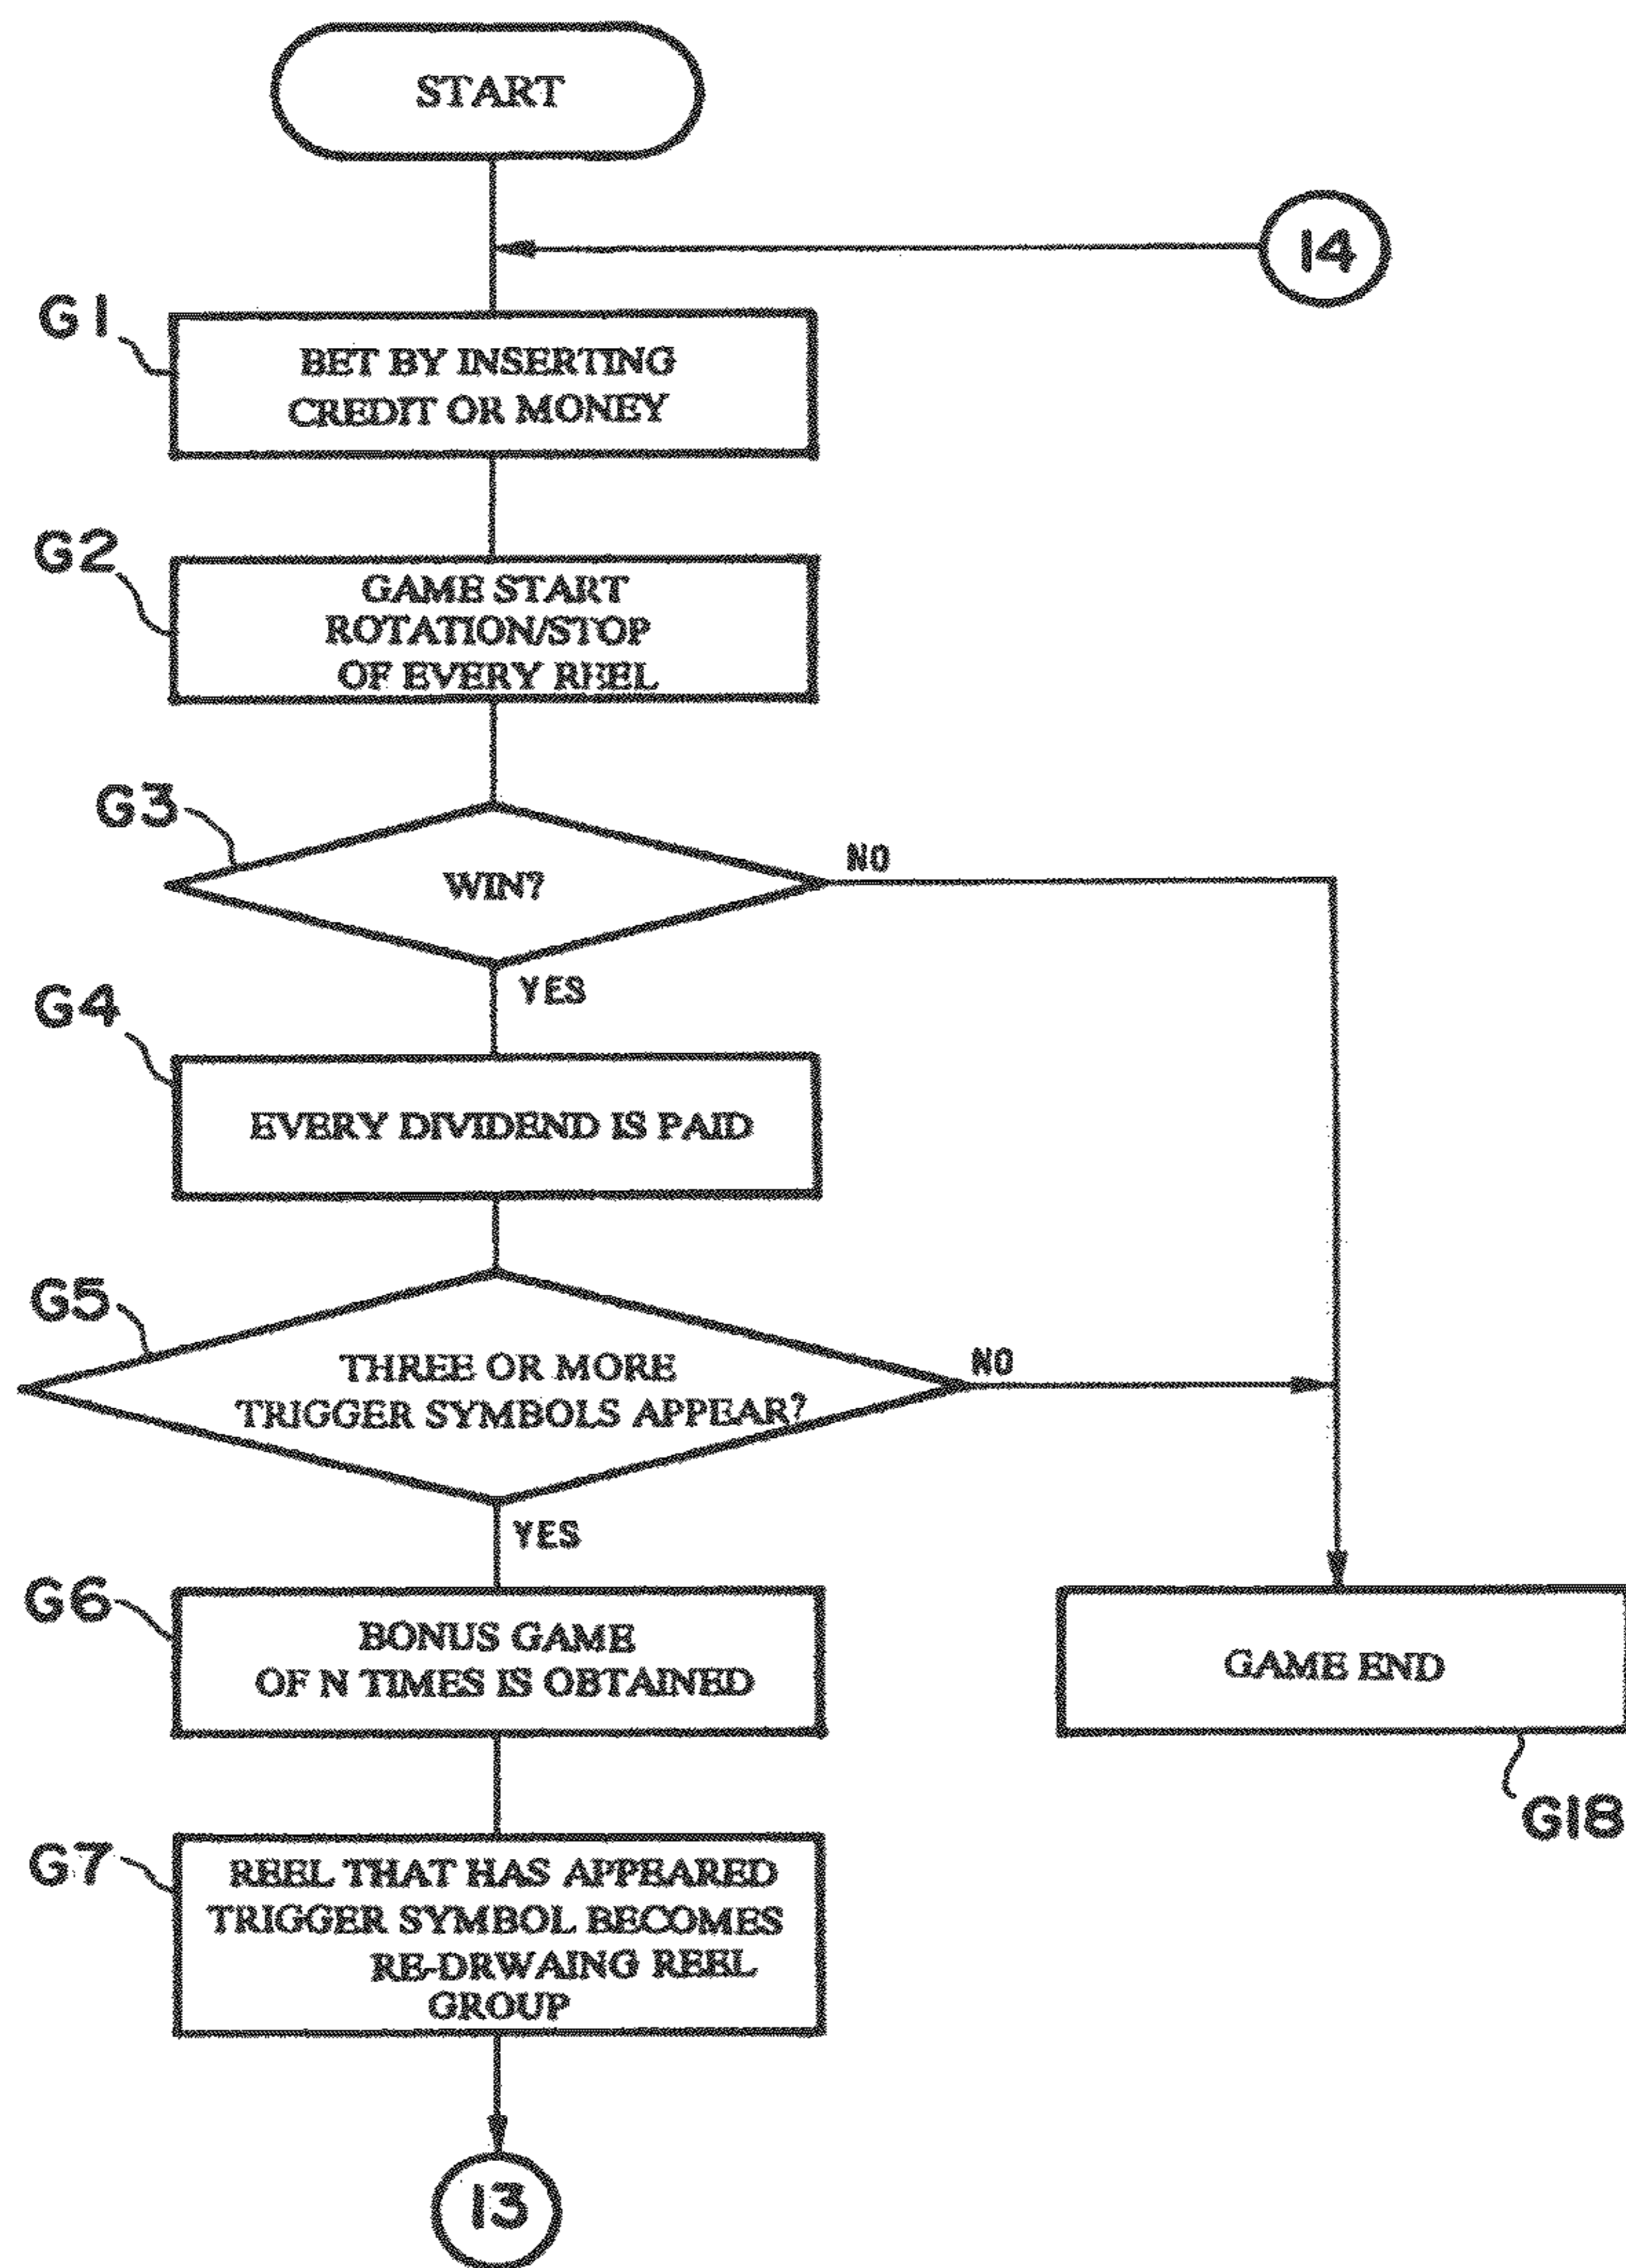 START
14
G1
BET BY INSERTING
CREDIT OR MONEY
G2
GAME START
ROTATION/STOP
OF EVERY REEL
G3
WIN?
NO
YES
G4
EVERY DIVIDEND IS PAID
G5
THREE OR MORE
TRIGGER SYMBOLS APPEAR?
NO
YES
G6
BONUS GAME
OF N TIMES IS OBTAINED
GAME END
G18
G7
REEL THAT HAS APPEARED
TRIGGER SYMBOL BECOMES
RE-DRWAING REEL
GROUP
13